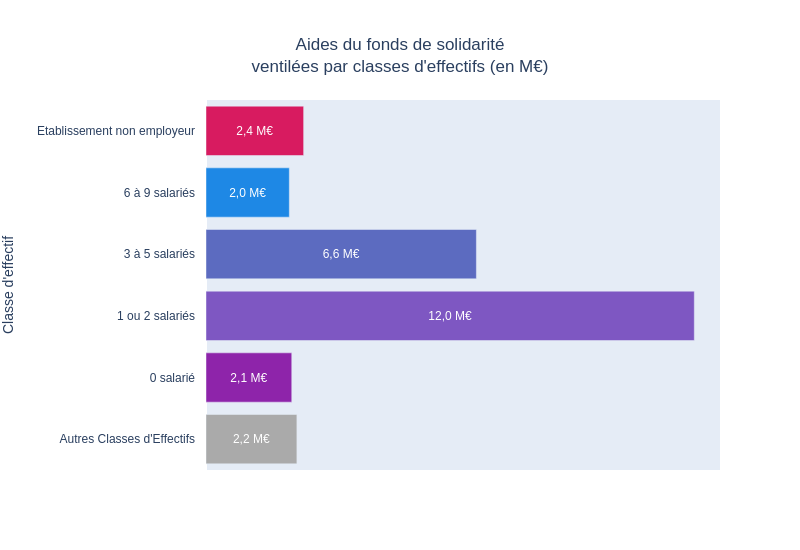 Aides du fonds de solidarité
ventilées par classes d'effectifs (en M€)
Classe d'effectif
Etablissement non employeur
2,4 M€
6 à 9 salariés
2,0 M€
3 à 5 salariés
6,6 M€
1 ou 2 salariés
12,0 M€
0 salarié
2,1 M€
Autres Classes d'Effectifs
2,2 M€